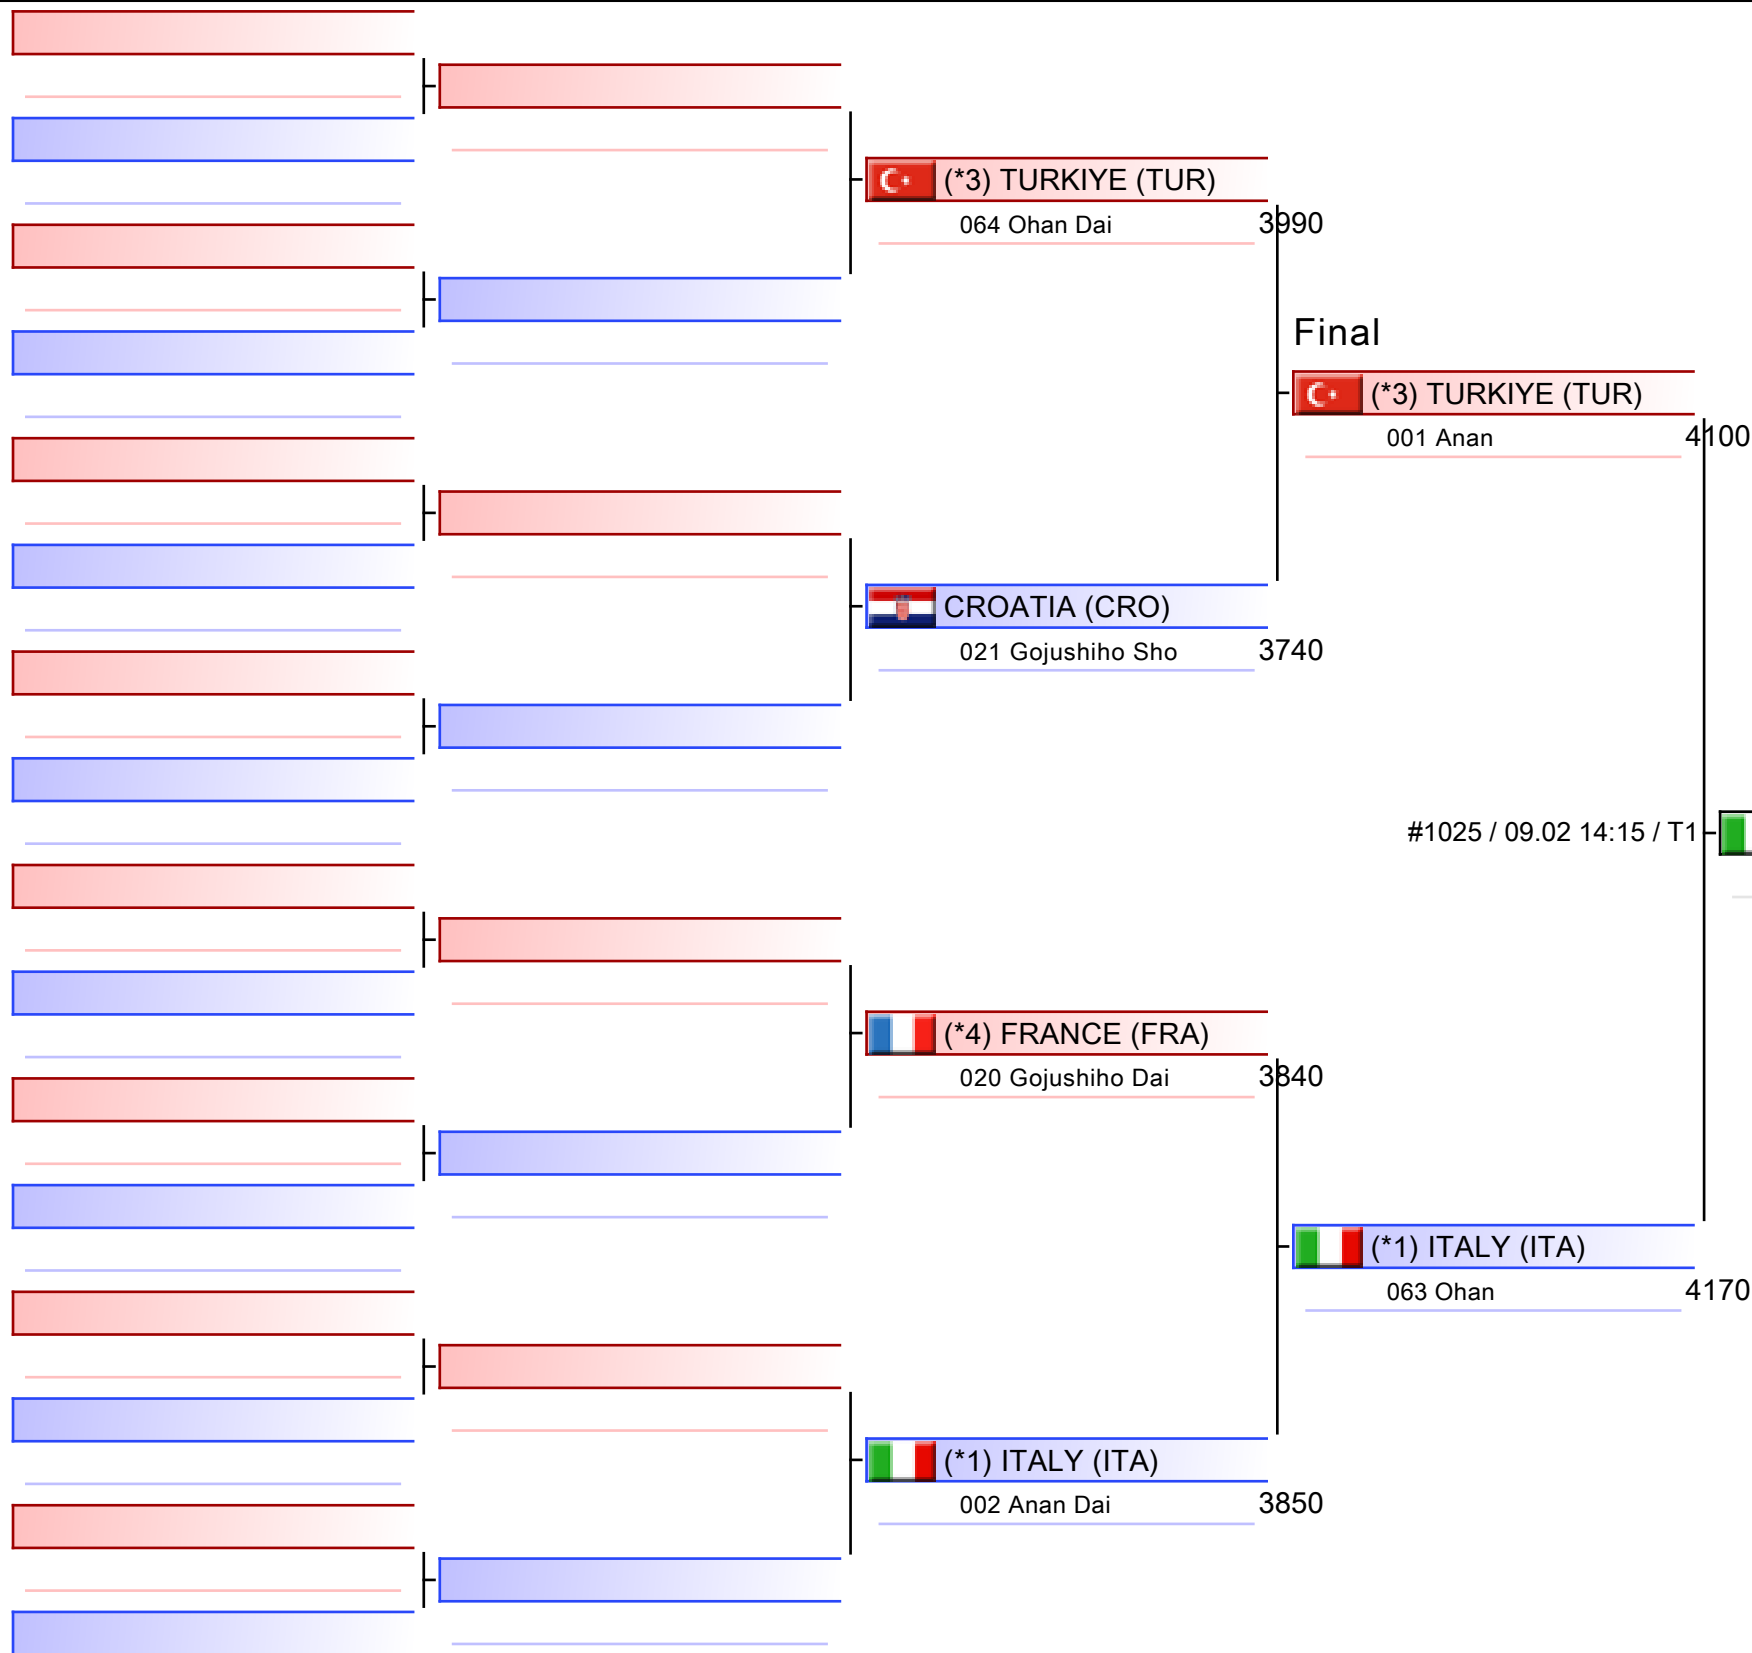 (*3) TURKIYE (TUR)
064 Ohan Dai 3990
Final
(*3) TURKIYE (TUR)
001 Anan 4100
CROATIA (CRO)
021 Gojushiho Sho 3740
#1025 / 09.02 14:15 / T1
(*4) FRANCE (FRA)
020 Gojushiho Dai 3840
(*1) ITALY (ITA)
063 Ohan 4170
(*1) ITALY (ITA)
002 Anan Dai 3850